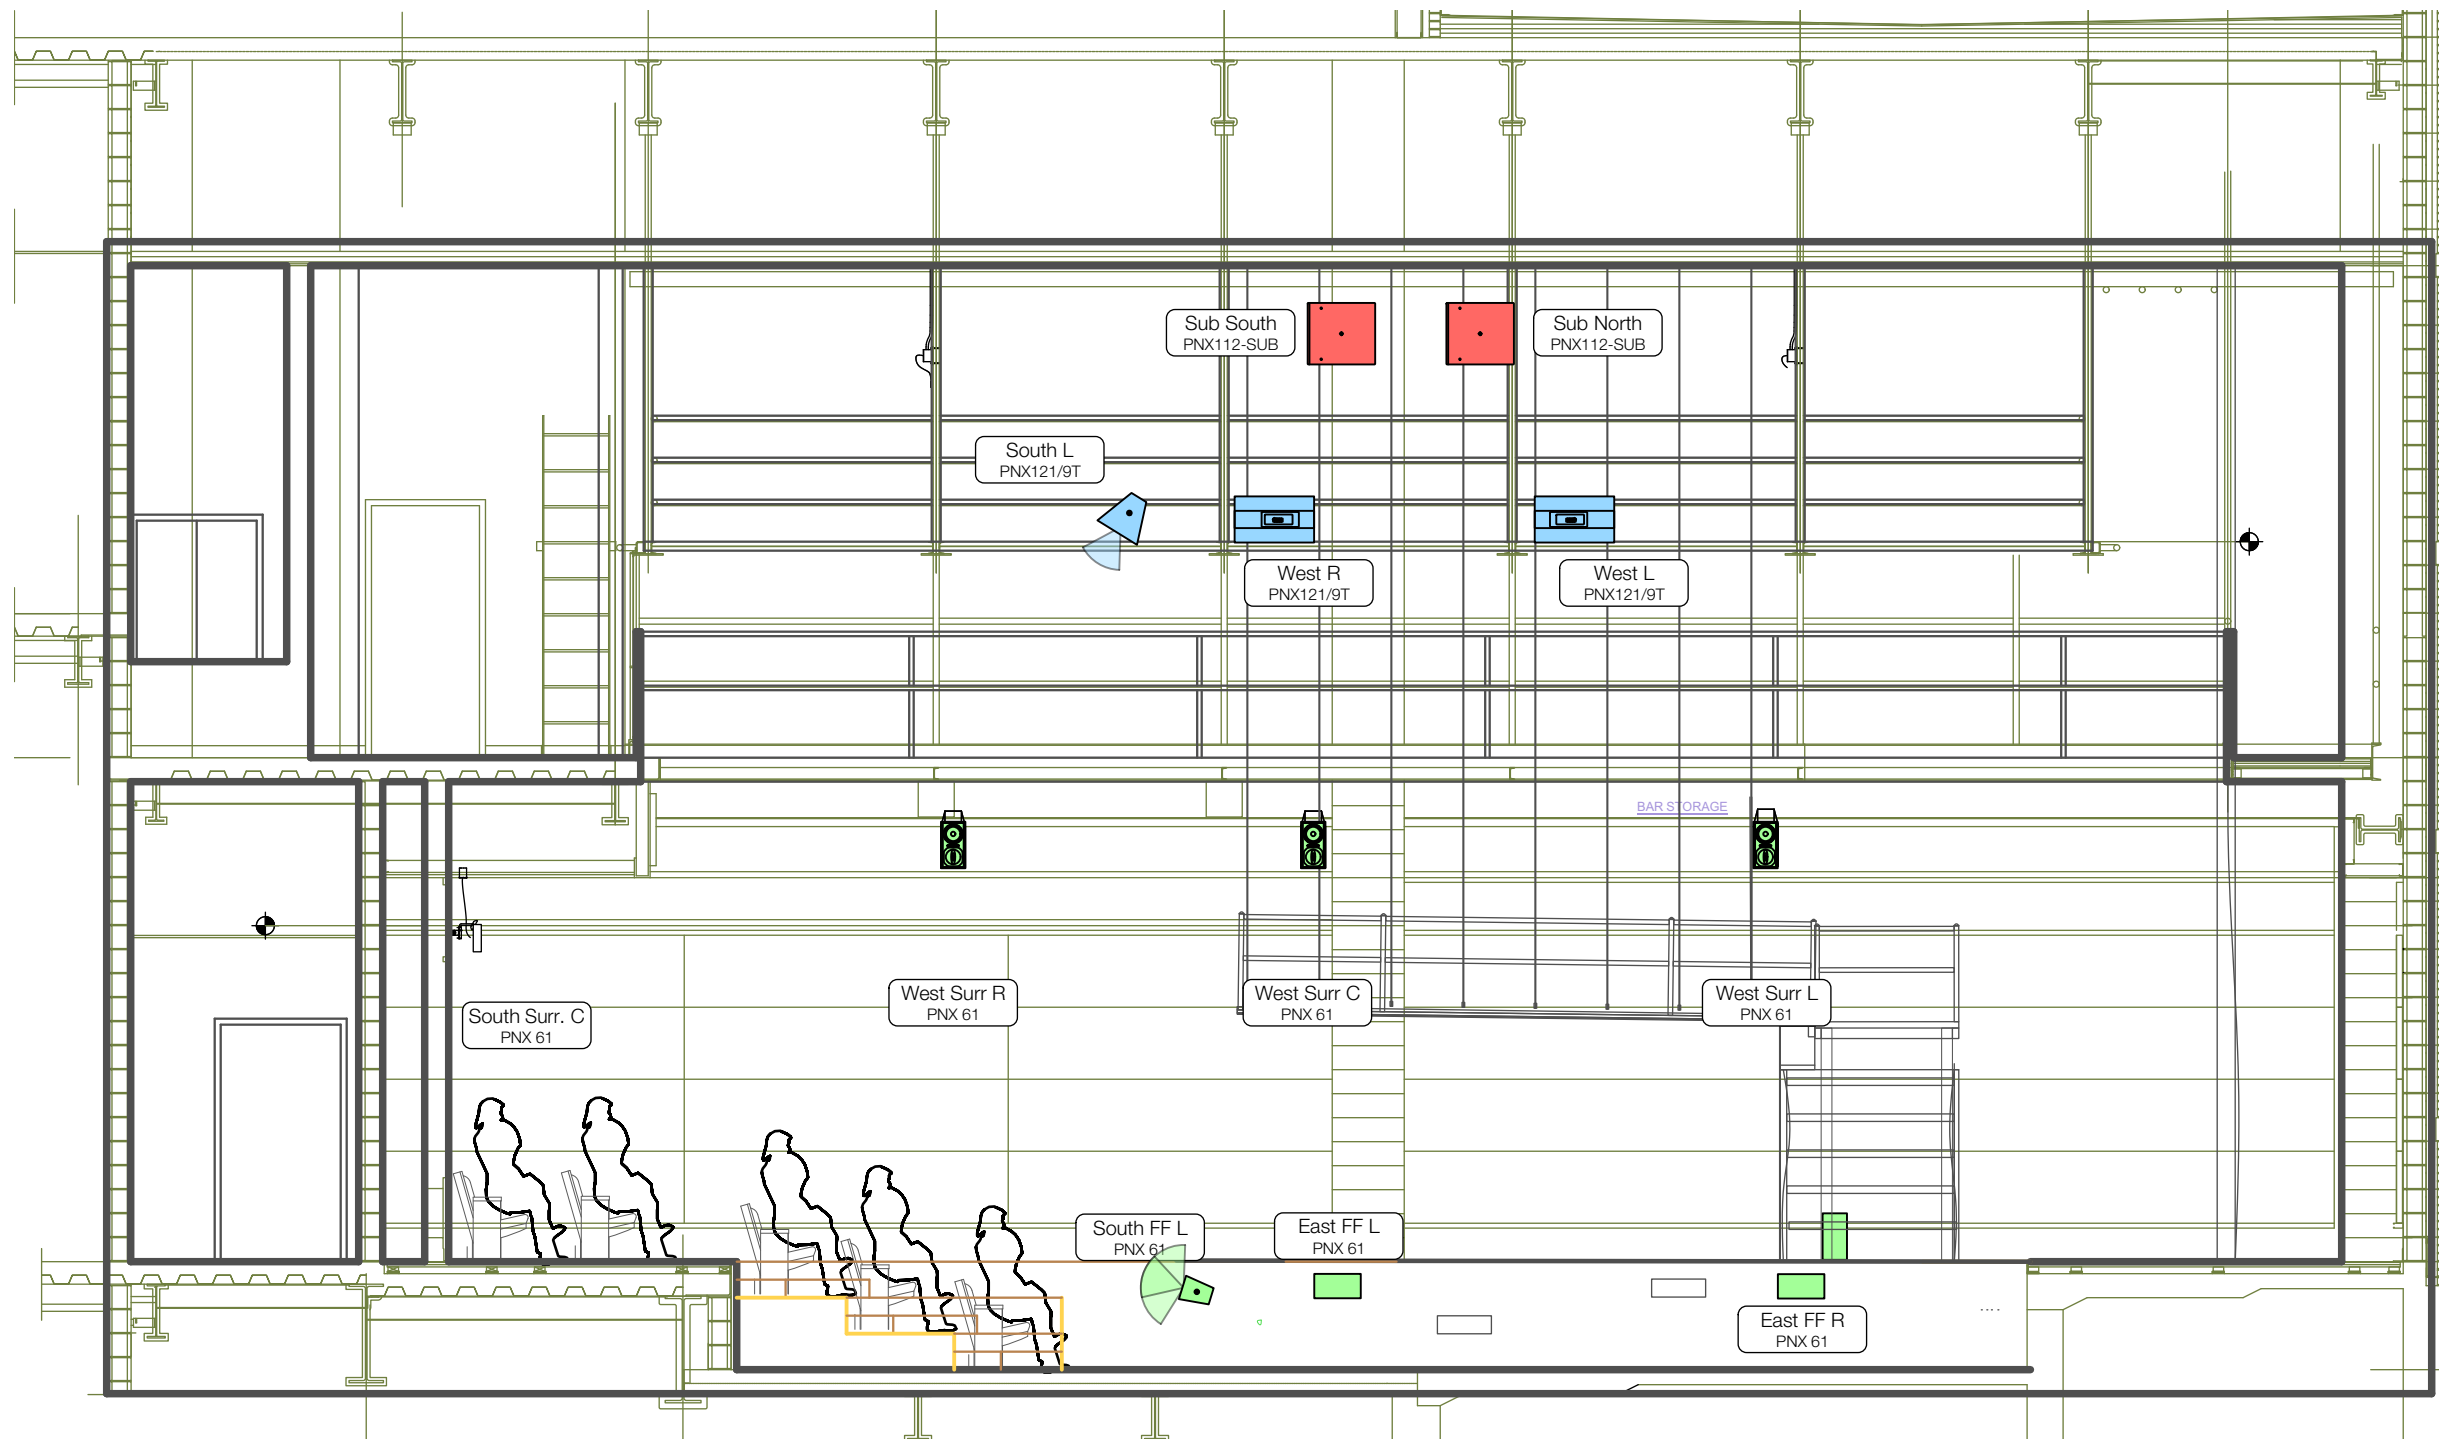 Sub South
PNX112-SUB
Sub North
PNX112-SUB
South L
PNX121/9T
West R
PNX121/9T
West L
PNX121/9T
BAR STORAGE
West Surr R
PNX 61
West Surr C
PNX 61
West Surr L
PNX 61
South Surr. C
PNX 61
South FF L
PNX 61
East FF L
PNX 61
East FF R
PNX 61